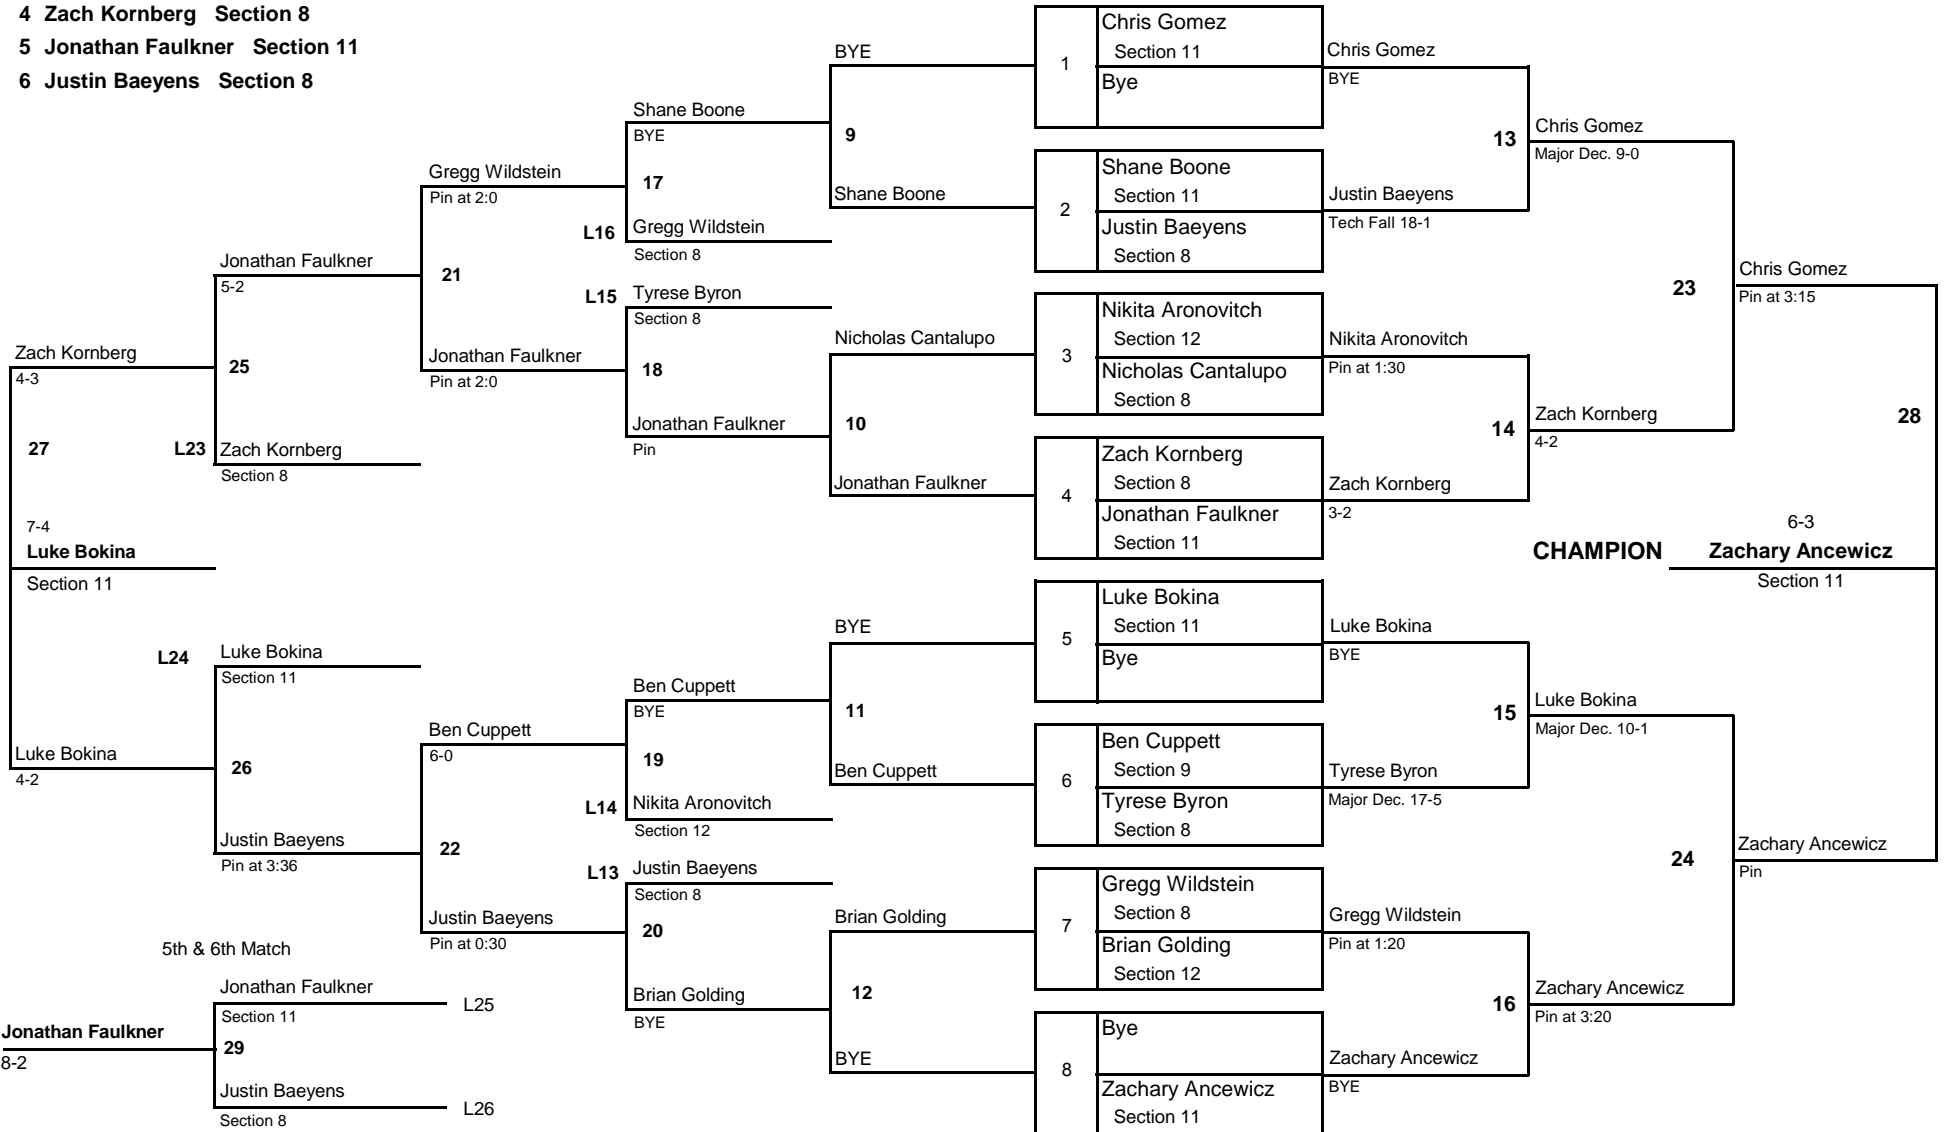 4 Zach Kornberg Section 8
5 Jonathan Faulkner Section 11
6 Justin Baeyens Section 8
Zach Kornberg
4-3
27
7-4
Luke Bokina
Section 11
Luke Bokina
4-2
Jonathan Faulkner
5-2
25
L23
Zach Kornberg
Section 8
L24
Luke Bokina
Section 11
26
Justin Baeyens
Pin at 3:36
5th & 6th Match
Jonathan Faulkner
L25
Section 11
Jonathan Faulkner
8-2
29
Justin Baeyens
L26
Section 8
Gregg Wildstein
Pin at 2:0
21
Jonathan Faulkner
Pin at 2:0
Ben Cuppett
6-0
22
Justin Baeyens
Pin at 0:30
Shane Boone
BYE
17
L16
Gregg Wildstein
Section 8
L15
Tyrese Byron
Section 8
18
Jonathan Faulkner
Pin
Ben Cuppett
BYE
19
L14
Nikita Aronovitch
Section 12
L13
Justin Baeyens
Section 8
20
Brian Golding
BYE
BYE
9
Shane Boone
Nicholas Cantalupo
10
Jonathan Faulkner
BYE
11
Ben Cuppett
Brian Golding
12
BYE
1
Chris Gomez
Section 11
Bye
2
Shane Boone
Section 11
Justin Baeyens
Section 8
3
Nikita Aronovitch
Section 12
Nicholas Cantalupo
Section 8
4
Zach Kornberg
Section 8
Jonathan Faulkner
Section 11
5
Luke Bokina
Section 11
Bye
6
Ben Cuppett
Section 9
Tyrese Byron
Section 8
7
Gregg Wildstein
Section 8
Brian Golding
Section 12
8
Bye
Zachary Ancewicz
Section 11
Chris Gomez
BYE
13
Justin Baeyens
Tech Fall 18-1
Nikita Aronovitch
Pin at 1:30
14
Zach Kornberg
3-2
Luke Bokina
BYE
15
Tyrese Byron
Major Dec. 17-5
Gregg Wildstein
Pin at 1:20
16
Zachary Ancewicz
BYE
Chris Gomez
Major Dec. 9-0
23
Zach Kornberg
4-2
Luke Bokina
Major Dec. 10-1
24
Zachary Ancewicz
Pin at 3:20
Chris Gomez
Pin at 3:15
28
6-3
CHAMPION Zachary Ancewicz
Section 11
Zachary Ancewicz
Pin